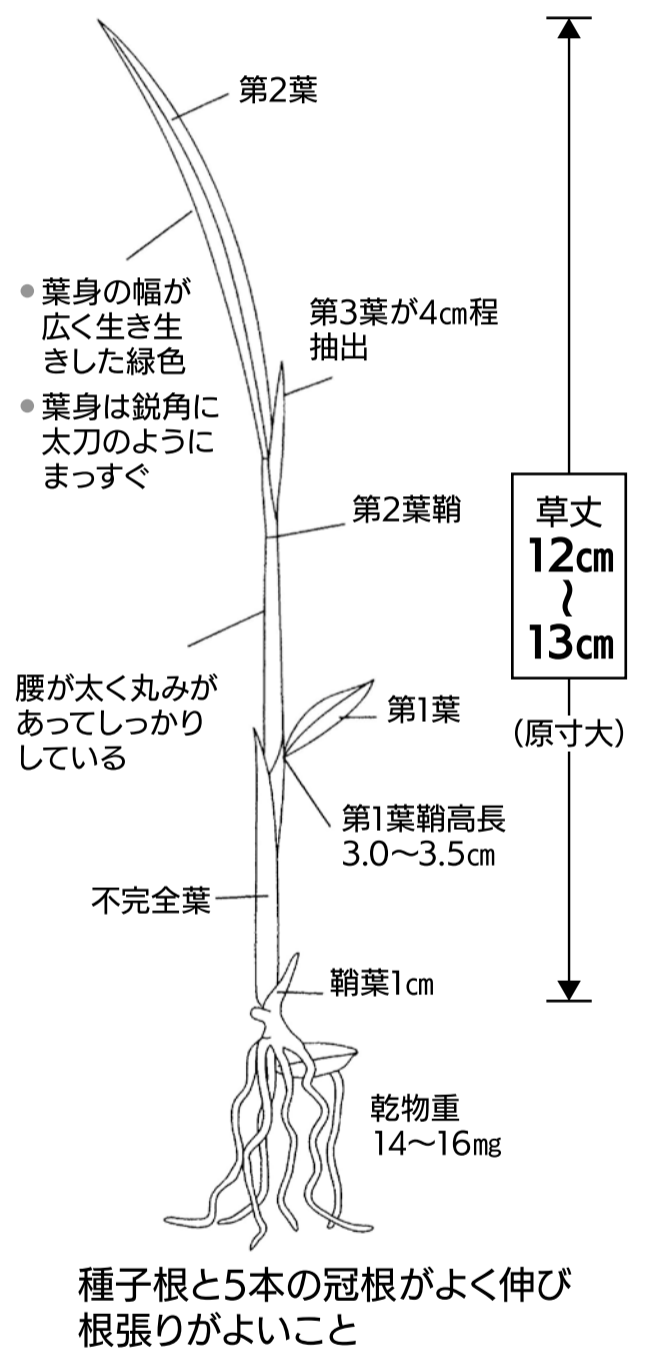 第2葉
●葉身の幅が
広く生き生
きした緑色
●葉身は鋭角に
太刀のように
まっすぐ
第3葉が4㎝程
抽出
第2葉鞘
草丈
12㎝
〜
13㎝
（原寸大）
腰が太く丸みが
あってしっかり
している
第1葉
第1葉鞘高長
3.0〜3.5㎝
不完全葉
鞘葉1㎝
乾物重
14〜16㎎
種子根と5本の冠根がよく伸び
根張りがよいこと